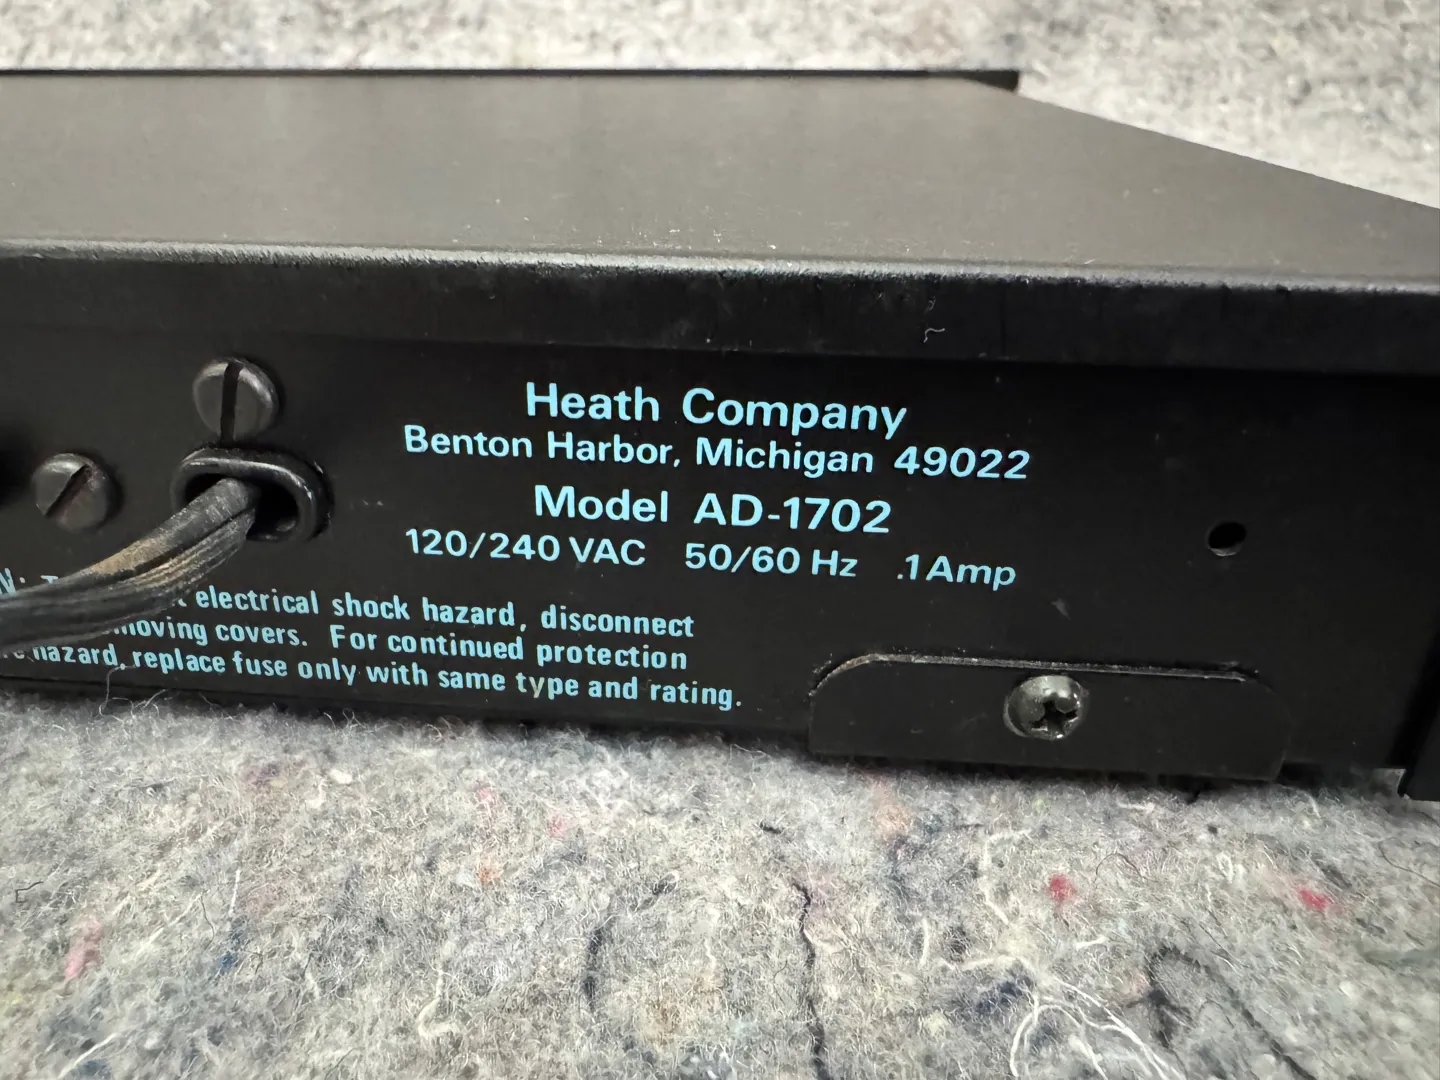 Heath Company
Benton Harbor, Michigan 49022
Model AD-1702
120/240 VAC 50/60 Hz .1 Amp
electrical shock hazard, disconnect
covers. For continued protection
hazard, replace fuse only with same type and rating.